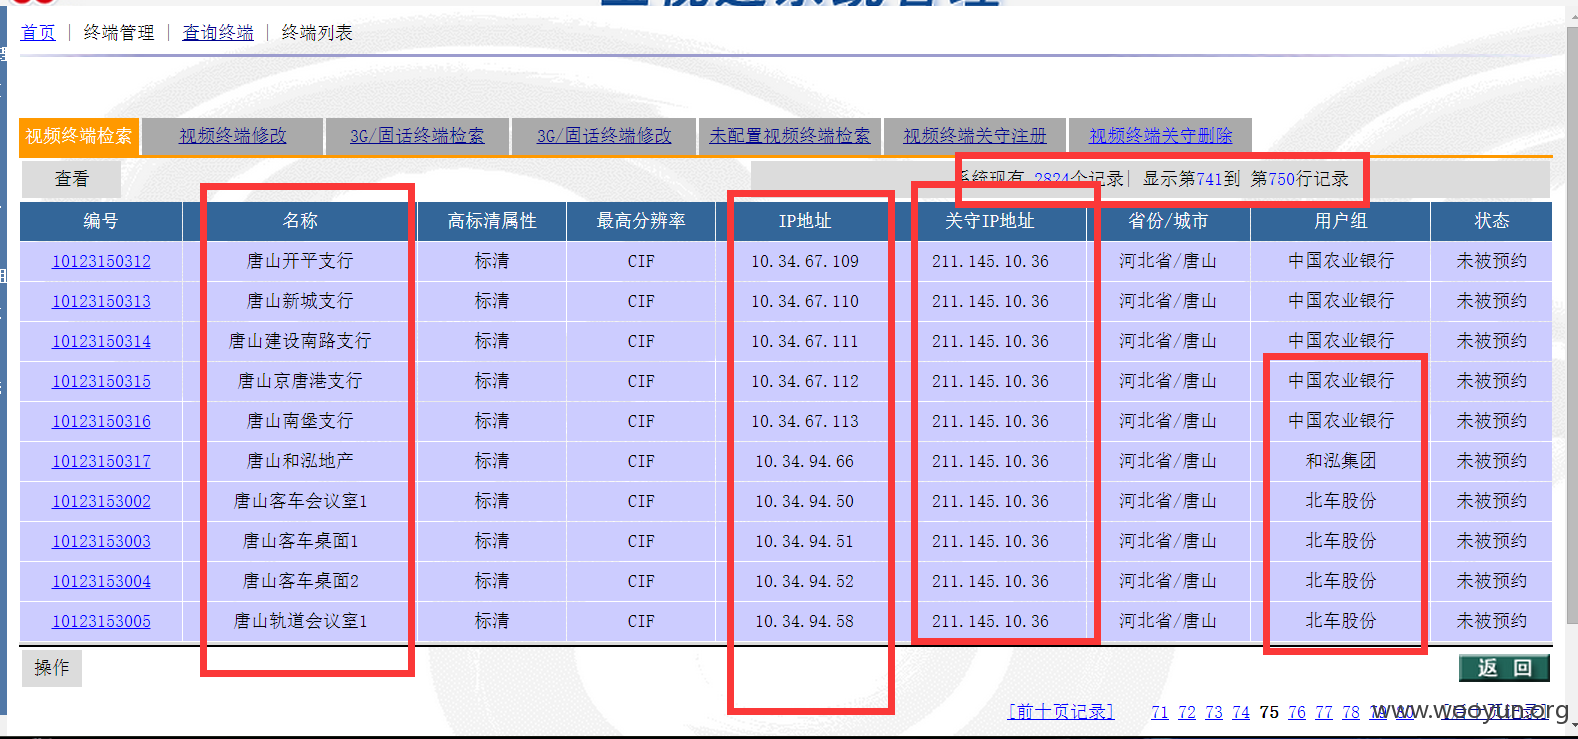 首页 | 终端管理 | 查询终端 | 终端列表
视频终端检索 视频终端修改 3G/固话终端检索 3G/固话终端修改 未配置视频终端检索 视频终端关守注册 视频终端关守删除
查看 系统现有 2824个记录| 显示第741到 第750行记录
编号 名称 高标清属性 最高分辨率 IP地址 关守IP地址 省份/城市 用户组 状态
10123150312 唐山开平支行 标清 CIF 10.34.67.109 211.145.10.36 河北省/唐山 中国农业银行 未被预约
10123150313 唐山新城支行 标清 CIF 10.34.67.110 211.145.10.36 河北省/唐山 中国农业银行 未被预约
10123150314 唐山建设南路支行 标清 CIF 10.34.67.111 211.145.10.36 河北省/唐山 中国农业银行 未被预约
10123150315 唐山京唐港支行 标清 CIF 10.34.67.112 211.145.10.36 河北省/唐山 中国农业银行 未被预约
10123150316 唐山南堡支行 标清 CIF 10.34.67.113 211.145.10.36 河北省/唐山 中国农业银行 未被预约
10123150317 唐山和泓地产 标清 CIF 10.34.94.66 211.145.10.36 河北省/唐山 和泓集团 未被预约
10123153002 唐山客车会议室1 标清 CIF 10.34.94.50 211.145.10.36 河北省/唐山 北车股份 未被预约
10123153003 唐山客车桌面1 标清 CIF 10.34.94.51 211.145.10.36 河北省/唐山 北车股份 未被预约
10123153004 唐山客车桌面2 标清 CIF 10.34.94.52 211.145.10.36 河北省/唐山 北车股份 未被预约
10123153005 唐山轨道会议室1 标清 CIF 10.34.94.58 211.145.10.36 河北省/唐山 北车股份 未被预约
操作 返 回
[前十页记录] 71 72 73 74 75 76 77 78 79 80
www.wooyun.org